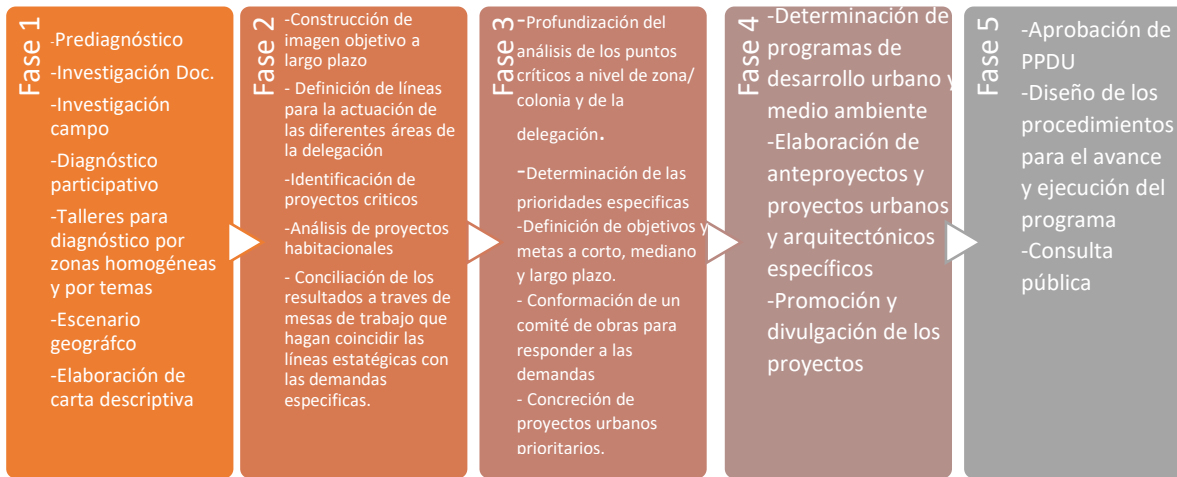 Fase 1
-Prediagnóstico
-Investigación Doc.
-Investigación
campo
-Diagnóstico
participativo
-Talleres para
diagnóstico por
zonas homogéneas
y por temas
-Escenario
geográfco
-Elaboración de
carta descriptiva
Fase 2
-Construcción de
imagen objetivo a
largo plazo
- Definición de líneas
para la actuación de
las diferentes áreas de
la delegación
-Identificación de
proyectos criticos
-Análisis de proyectos
habitacionales
- Conciliación de los
resultados a traves de
mesas de trabajo que
hagan coincidir las
líneas estatégicas con
las demandas
especificas.
Fase 3
-Profundización del
análisis de los puntos
críticos a nivel de zona/
colonia y de la
delegación.
-Determinación de las
prioridades especificas
-Definición de objetivos y
metas a corto, mediano
y largo plazo.
- Conformación de un
comité de obras para
responder a las
demandas
- Concreción de
proyectos urbanos
prioritarios.
Fase 4
-Determinación de
programas de
desarrollo urbano y
medio ambiente
-Elaboración de
anteproyectos y
proyectos urbanos
y arquitectónicos
específicos
-Promoción y
divulgación de los
proyectos
Fase 5
-Aprobación de
PPDU
-Diseño de los
procedimientos
para el avance
y ejecución del
programa
-Consulta
pública